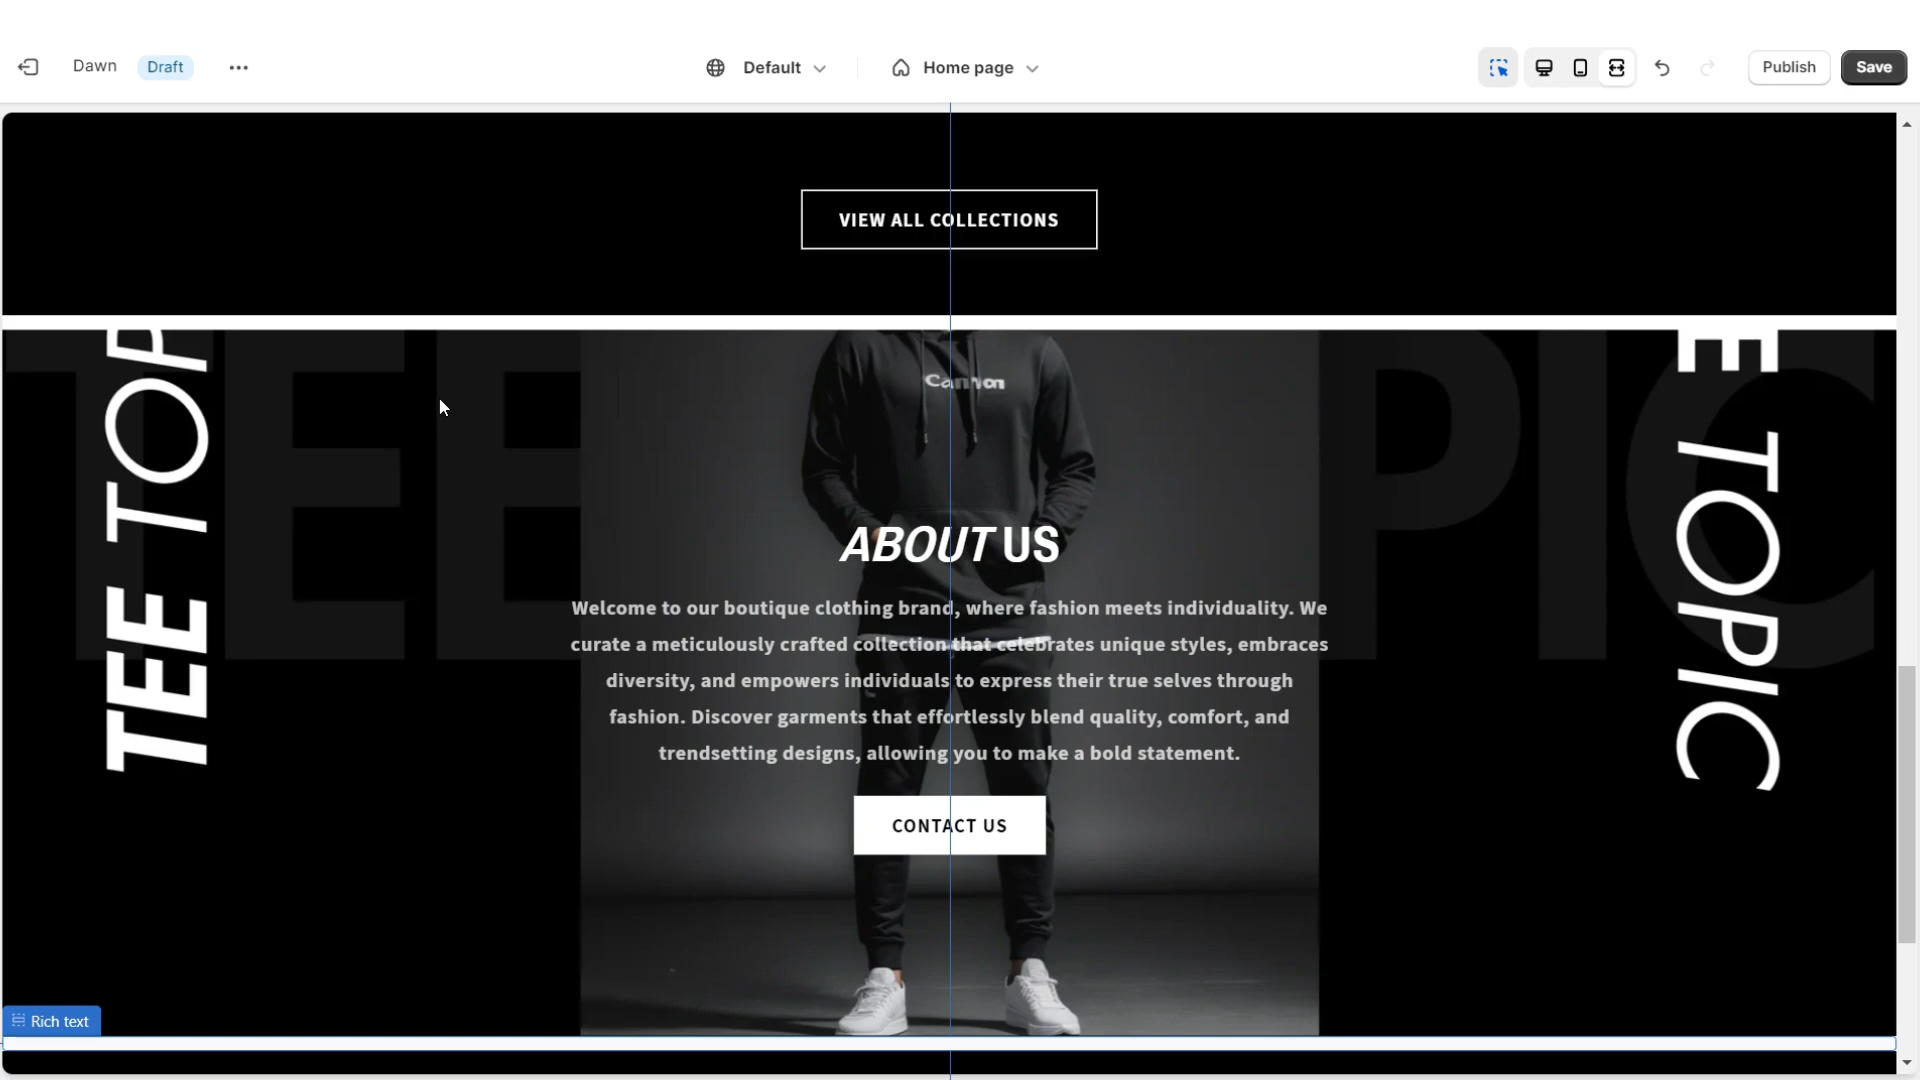 Dawn
Draft
Default
Home page
Publish
Save
VIEW ALL COLLECTIONS
TEE
PIC
TEE TOP
E TOPIC
ABOUT US
Welcome to our boutique clothing brand, where fashion meets individuality. We
curate a meticulously crafted collection that celebrates unique styles, embraces
diversity, and empowers individuals to express their true selves through
fashion. Discover garments that effortlessly blend quality, comfort, and
trendsetting designs, allowing you to make a bold statement.
CONTACT US
Rich text